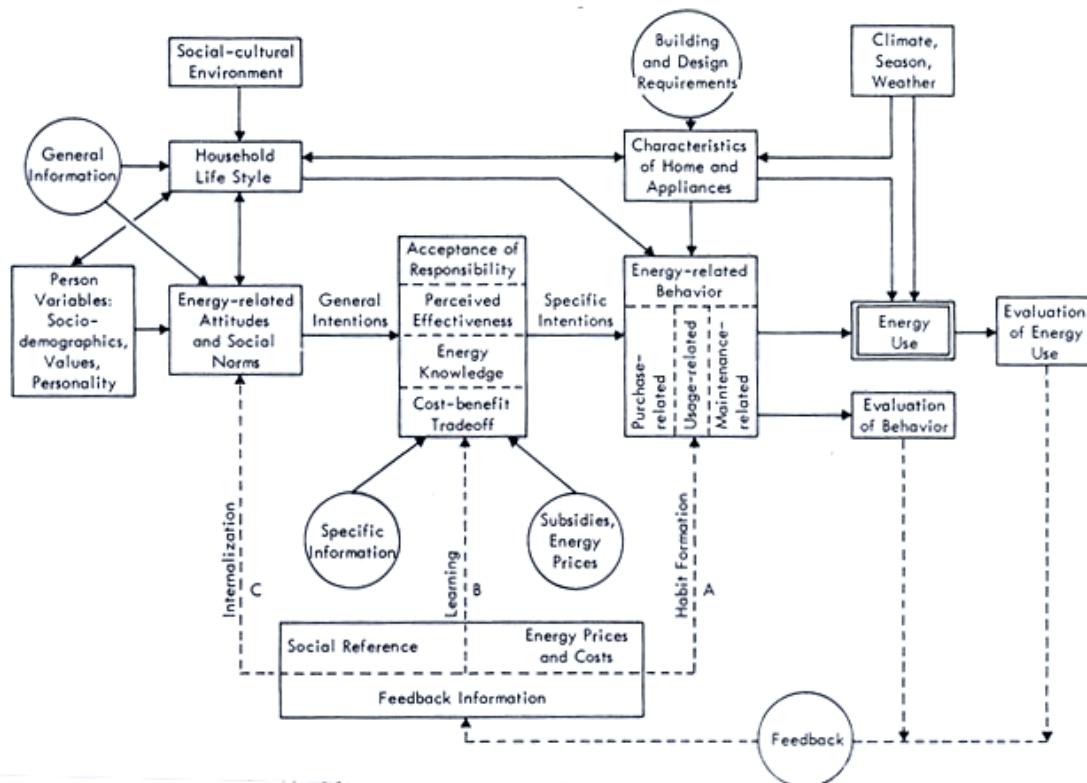 Social-cultural
Environment
Building
and Design
Requirements
Climate,
Season,
Weather
General
Information
Household
Life Style
Characteristics
of Home and
Appliances
Person
Variables:
Socio-
demographics,
Values,
Personality
Energy-related
Attitudes
and Social
Norms
General
Intentions
Acceptance of
Responsibility
Perceived
Effectiveness
Energy
Knowledge
Cost-benefit
Tradeoff
Specific
Intentions
Energy-related
Behavior
Purchase-
related
Usage-related
Maintenance-
related
Energy
Use
Evaluation
of Energy
Use
Evaluation
of Behavior
Specific
Information
Subsidies,
Energy
Prices
Internalization
C
Learning
B
Habit Formation
A
Social Reference
Energy Prices
and Costs
Feedback Information
Feedback